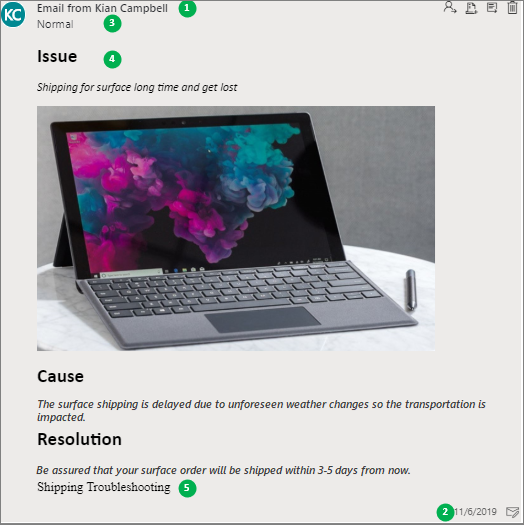 KC Email from Kian Campbell 1
Normal 3
Issue 4
Shipping for surface long time and get lost
Cause
The surface shipping is delayed due to unforeseen weather changes so the transportation is
impacted.
Resolution
Be assured that your surface order will be shipped within 3-5 days from now.
Shipping Troubleshooting 5
2 11/6/2019